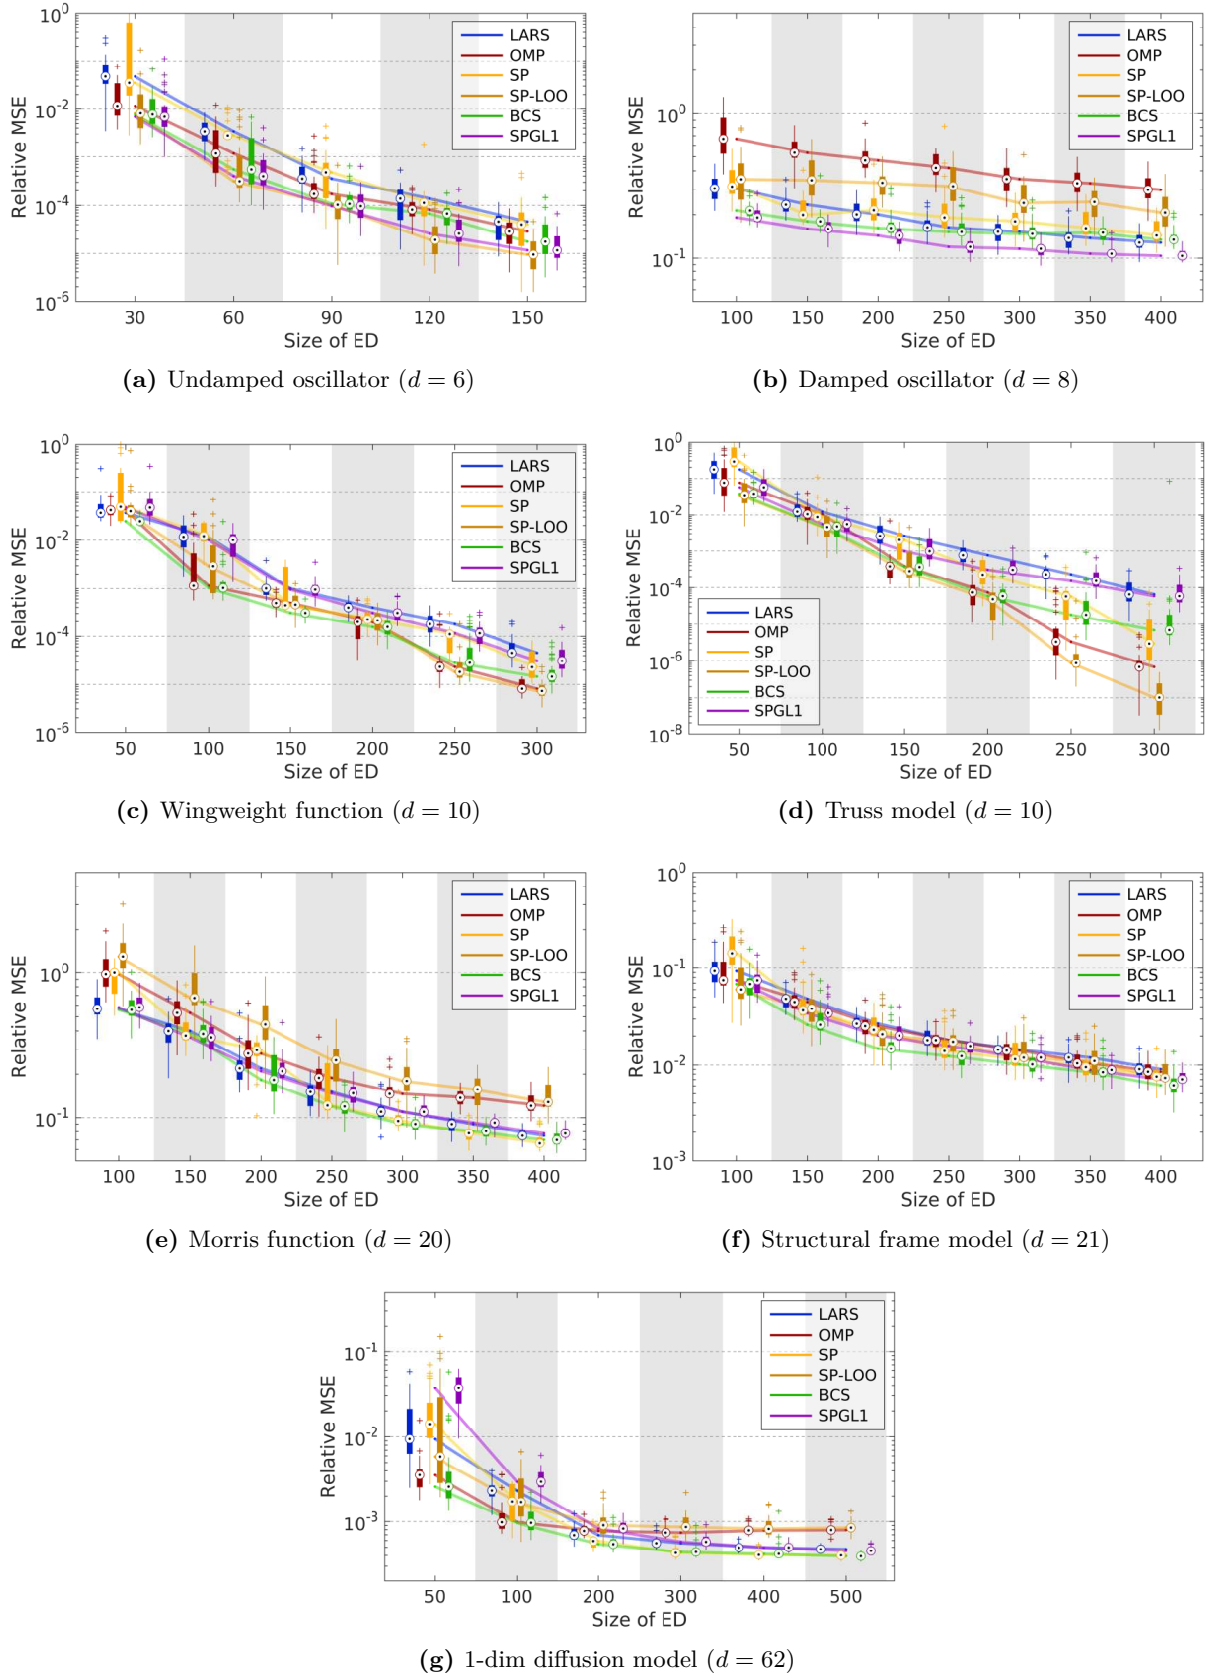 10^0
10^-2
10^-4
10^-6
Relative MSE
30 60 90 120 150
Size of ED
LARS
OMP
SP
SP-LOO
BCS
SPGL1
(a) Undamped oscillator (d = 6)
10^0
10^-1
Relative MSE
100 150 200 250 300 350 400
Size of ED
LARS
OMP
SP
SP-LOO
BCS
SPGL1
(b) Damped oscillator (d = 8)
10^0
10^-2
10^-4
10^-5
Relative MSE
50 100 150 200 250 300
Size of ED
LARS
OMP
SP
SP-LOO
BCS
SPGL1
(c) Wingweight function (d = 10)
10^0
10^-2
10^-4
10^-6
10^-8
Relative MSE
50 100 150 200 250 300
Size of ED
LARS
OMP
SP
SP-LOO
BCS
SPGL1
(d) Truss model (d = 10)
10^0
10^-1
Relative MSE
100 150 200 250 300 350 400
Size of ED
LARS
OMP
SP
SP-LOO
BCS
SPGL1
(e) Morris function (d = 20)
10^0
10^-1
10^-2
10^-3
Relative MSE
100 150 200 250 300 350 400
Size of ED
LARS
OMP
SP
SP-LOO
BCS
SPGL1
(f) Structural frame model (d = 21)
10^-1
10^-2
10^-3
Relative MSE
50 100 200 300 400 500
Size of ED
LARS
OMP
SP
SP-LOO
BCS
SPGL1
(g) 1-dim diffusion model (d = 62)